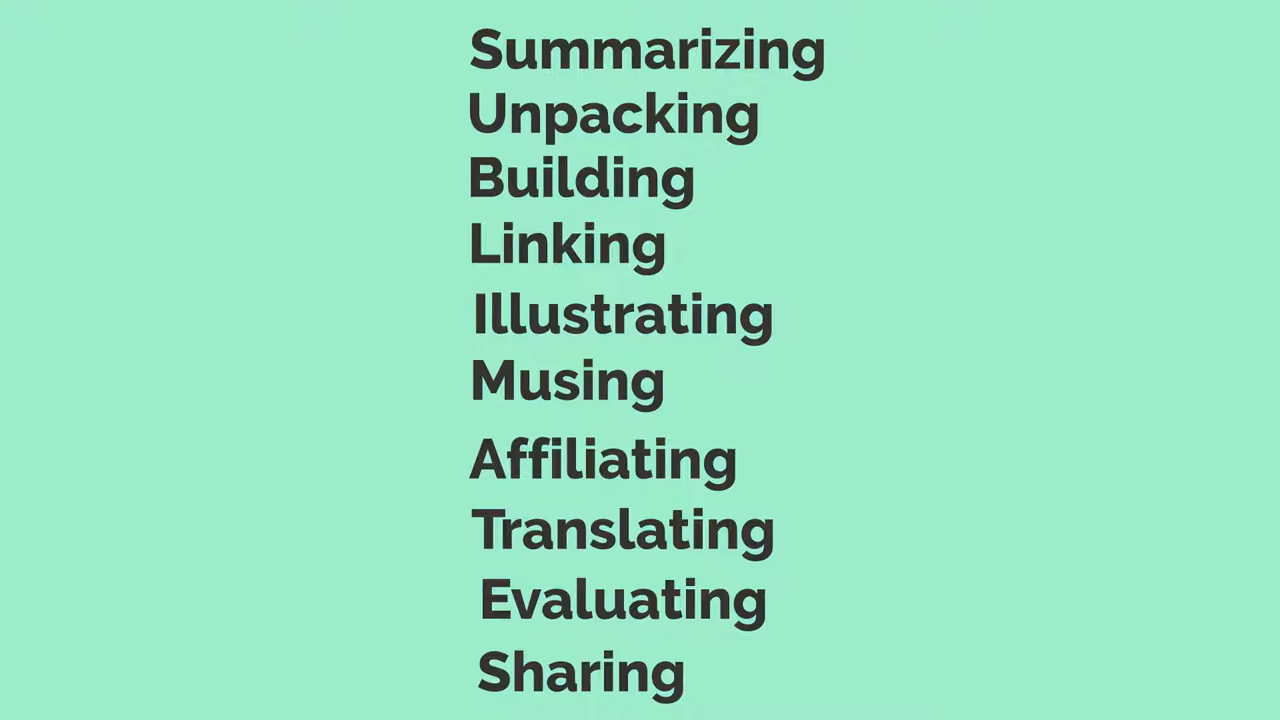 Summarizing
Unpacking
Building
Linking
Illustrating
Musing
Affiliating
Translating
Evaluating
Sharing